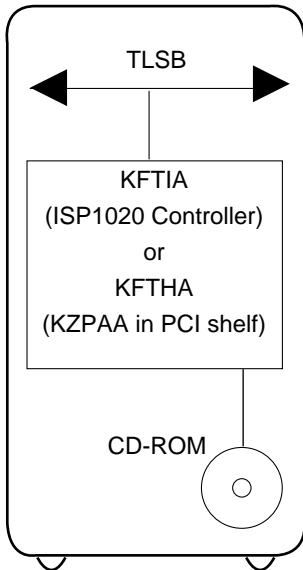 TLSB
KFTIA
(ISP1020 Controller)
or
KFTHA
(KZPAA in PCI shelf)
CD-ROM